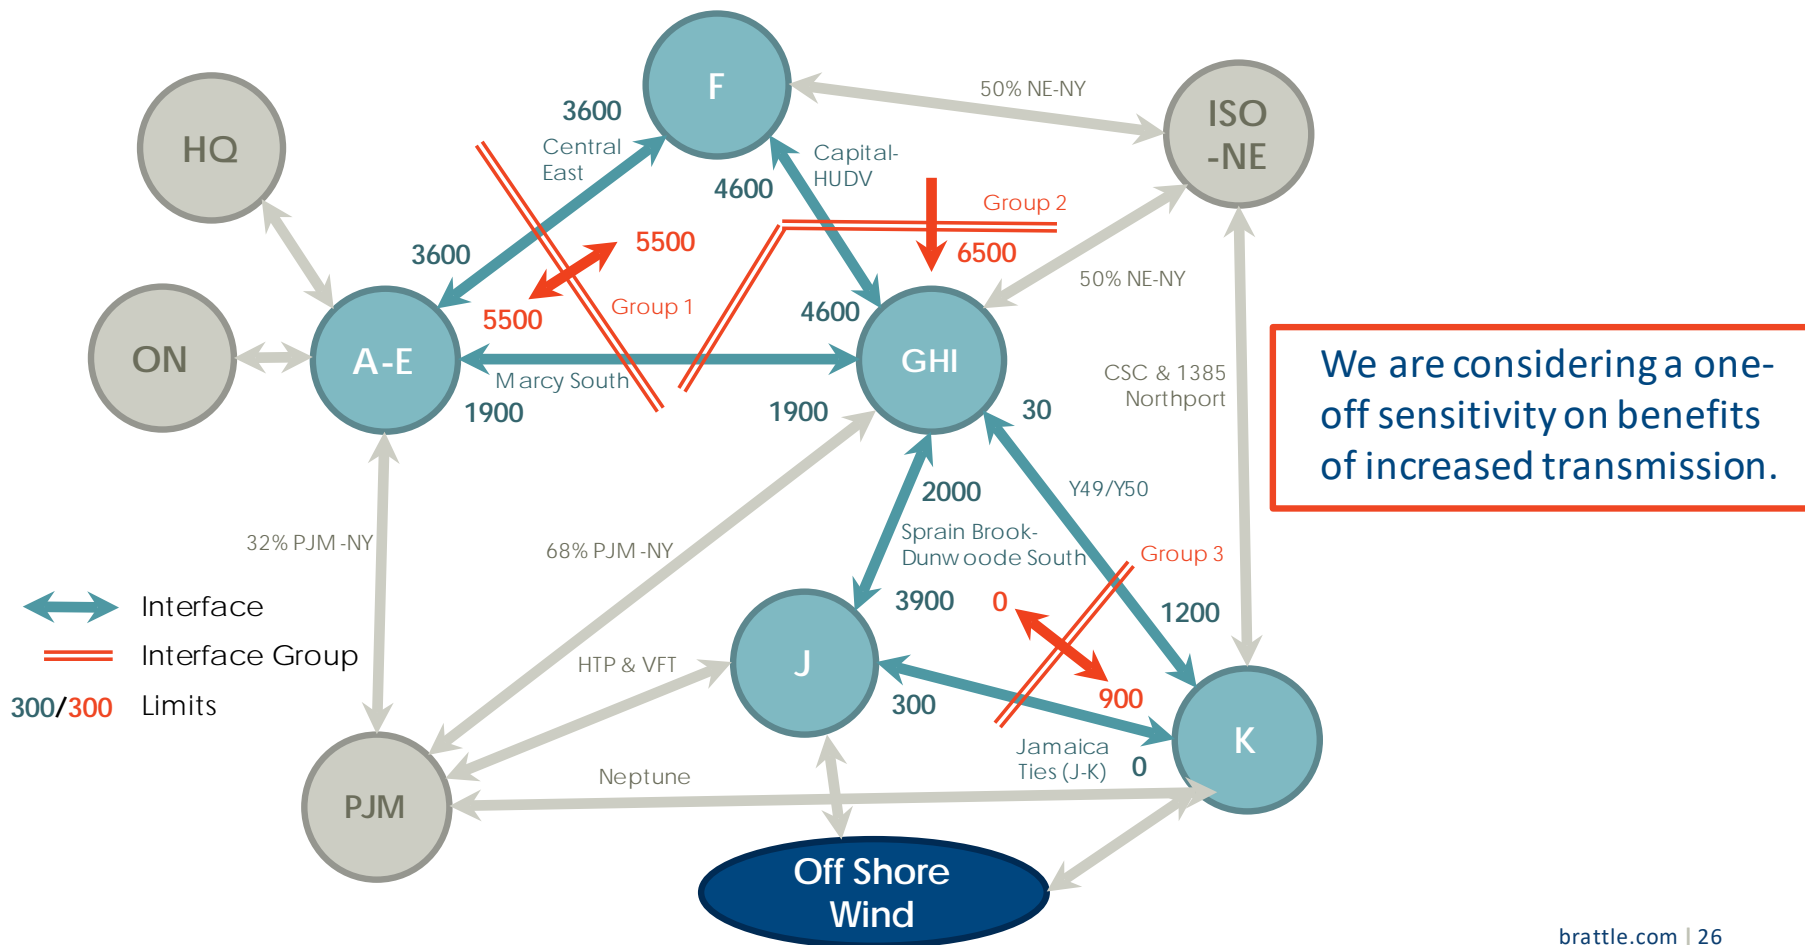 F
3600
Central
East
50% NE-NY
ISO
-NE
HQ
Capital-
HUDV
4600
Group 2
3600
5500
6500
50% NE-NY
5500
Group 1
4600
ON
A-E
GHI
Marcy South
1900
1900
30
CSC & 1385
Northport
We are considering a one-
off sensitivity on benefits
of increased transmission.
2000
Y49/Y50
32% PJM-NY
68% PJM-NY
Sprain Brook-
Dunwoode South
Group 3
3900
0
1200
Interface
Interface Group
300/300 Limits
HTP & VFT
J
300
900
K
Jamaica
Ties (J-K)
0
Neptune
PJM
Off Shore
Wind
brattle.com | 26